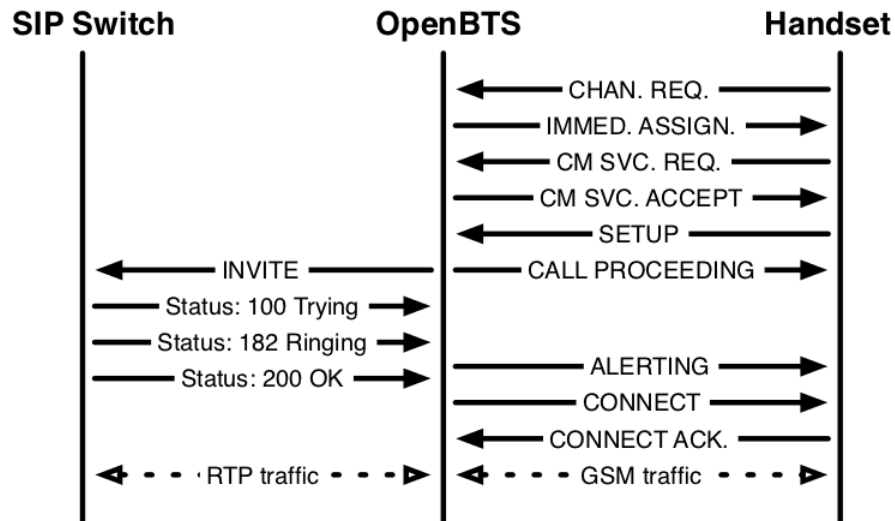 SIP Switch OpenBTS Handset
CHAN. REQ.
IMMED. ASSIGN.
CM SVC. REQ.
CM SVC. ACCEPT
SETUP
INVITE CALL PROCEEDING
Status: 100 Trying
Status: 182 Ringing
ALERTING
Status: 200 OK
CONNECT
CONNECT ACK.
RTP traffic GSM traffic